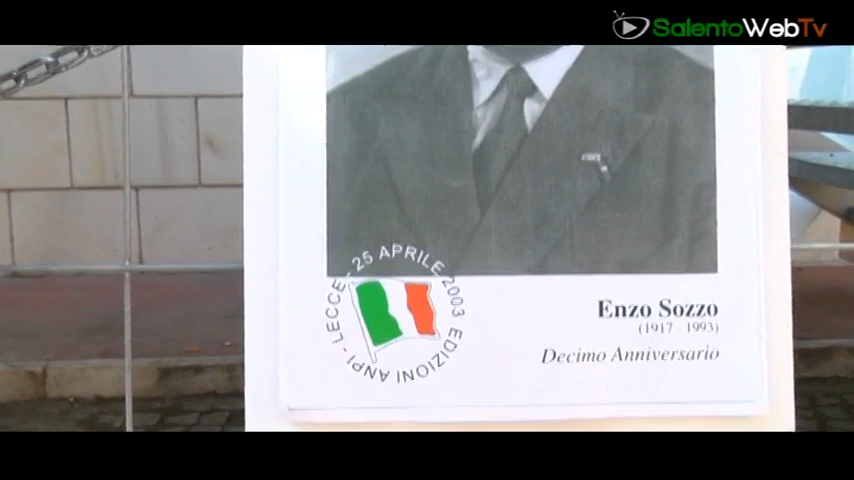 SalentoWebTv
LECCE - 25 APRILE 2003 EDIZIONI ANPI -
Enzo Sozzo
(1917 - 1993)
Decimo Anniversario